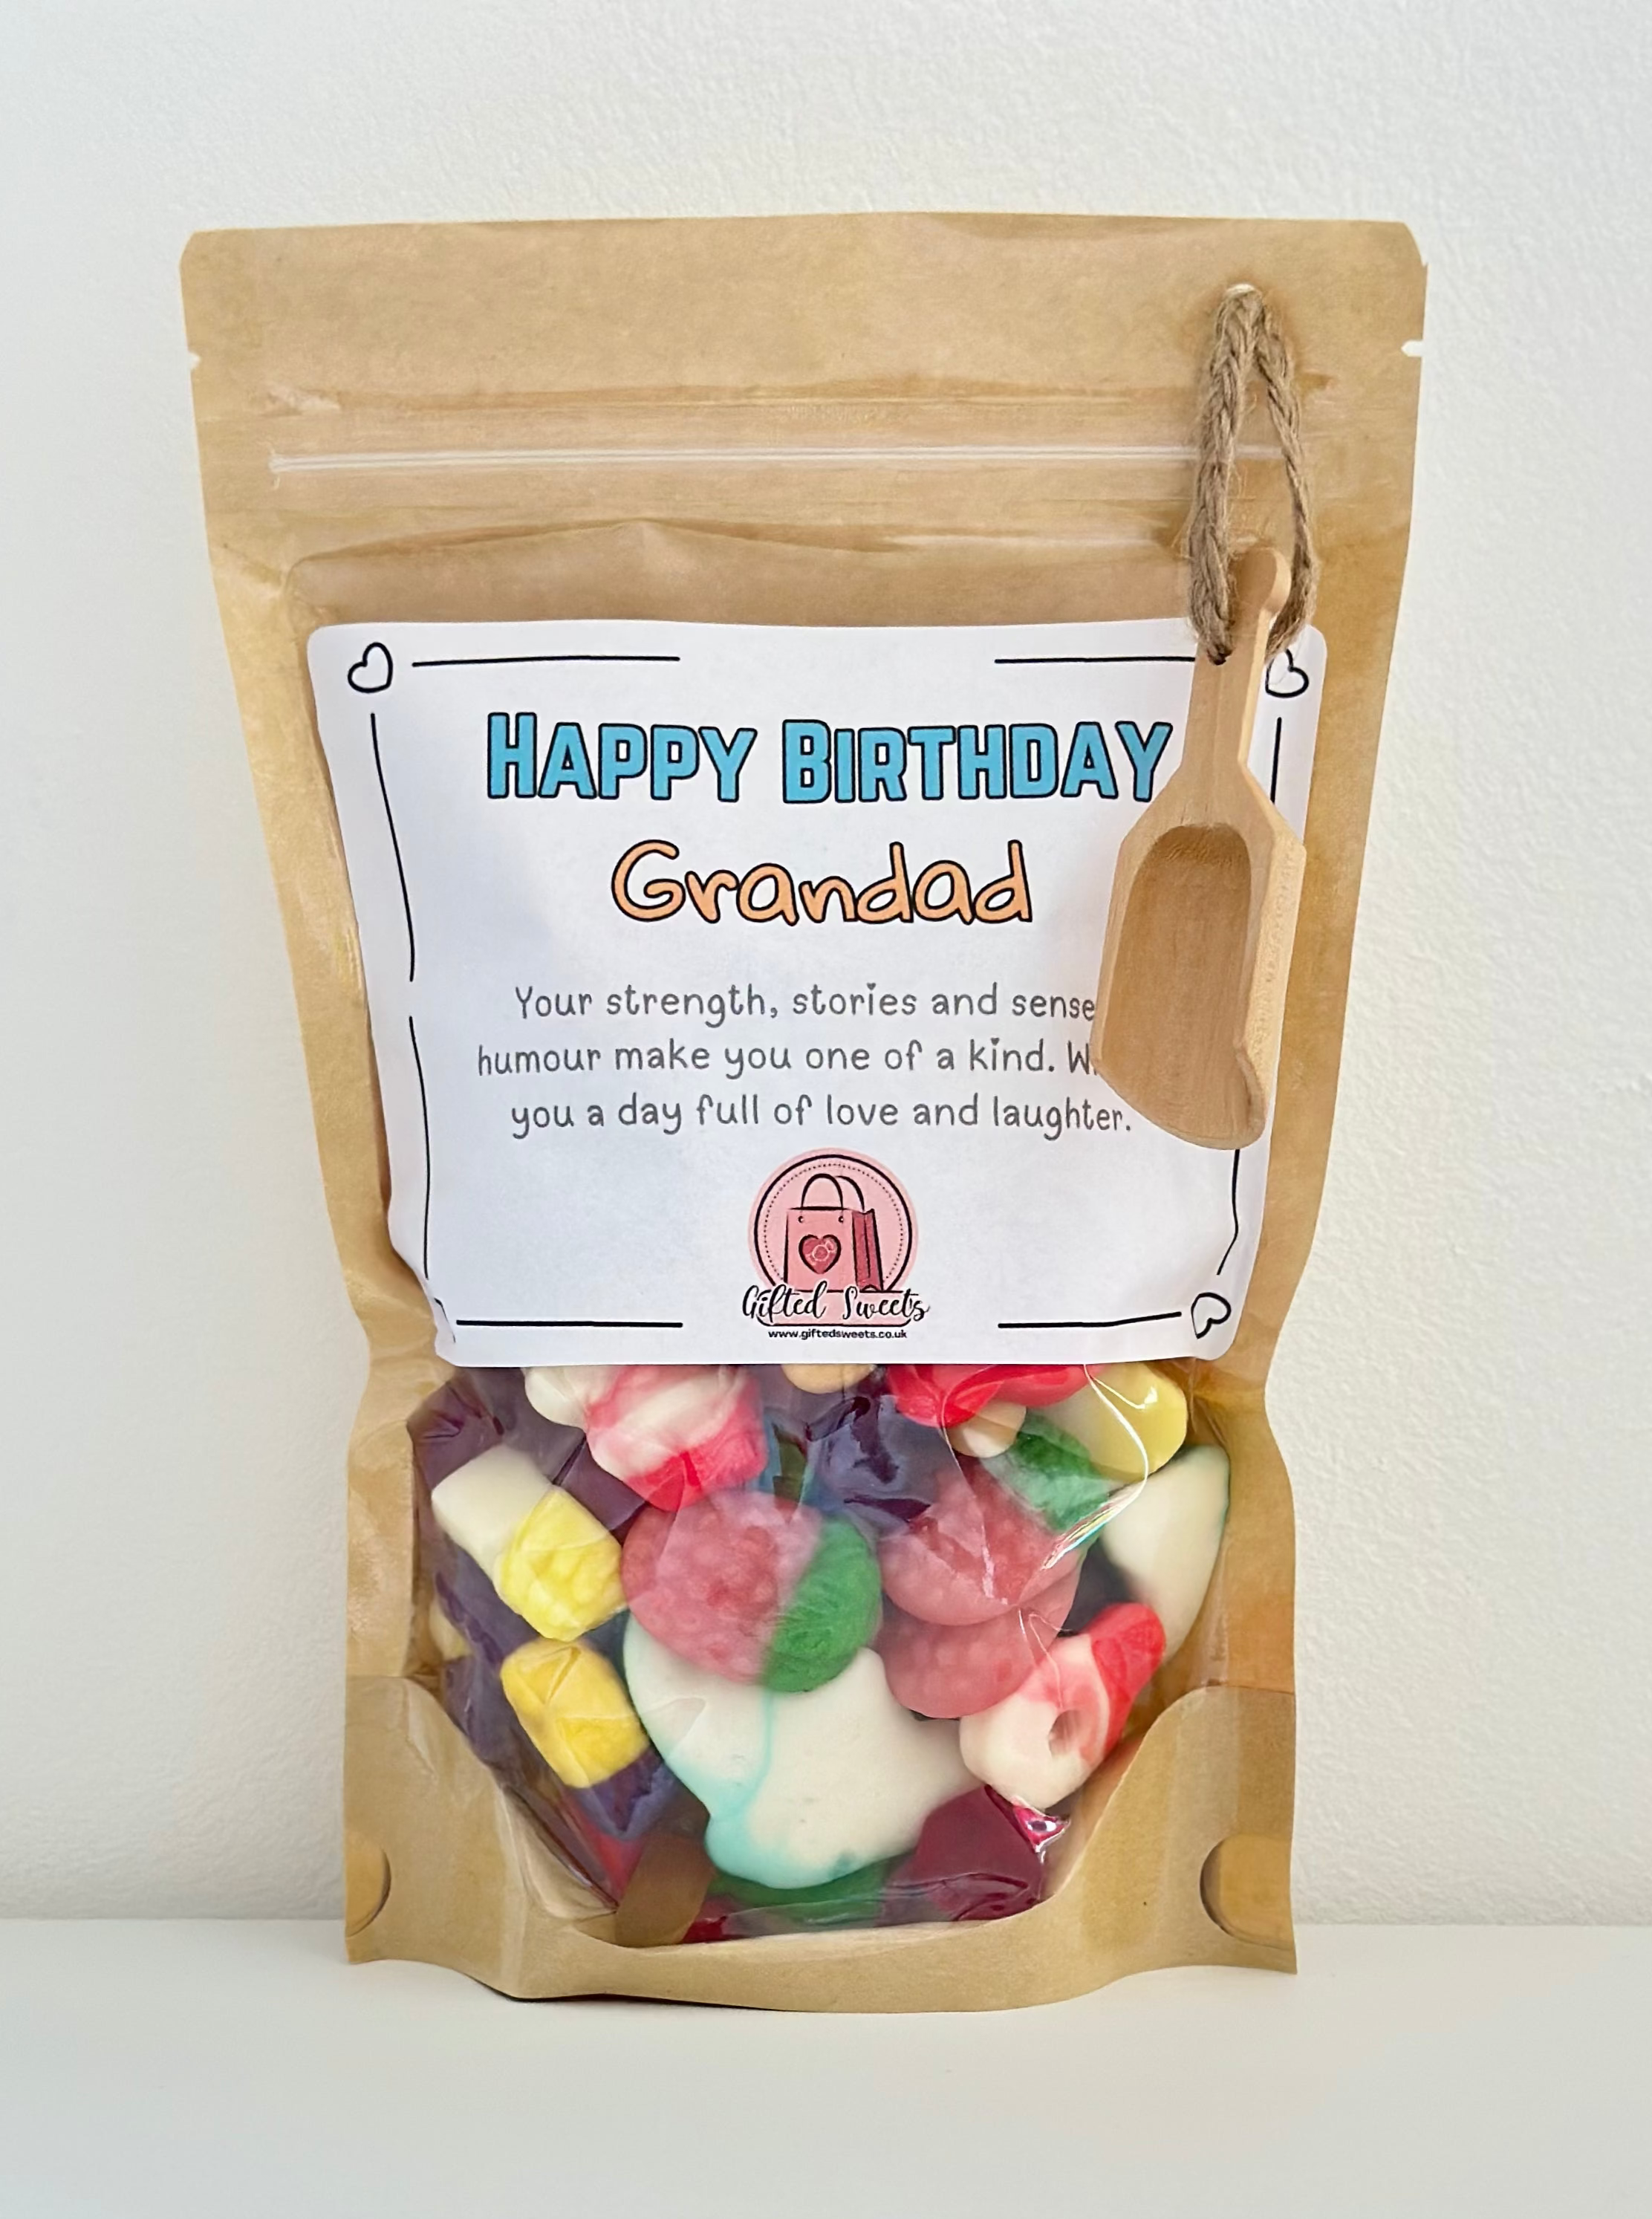 HAPPY BIRTHDAY
Grandad
Your strength, stories and sense
humour make you one of a kind.
you a day full of love and laughter.
Gifted Sweets
www.giftedsweets.co.uk